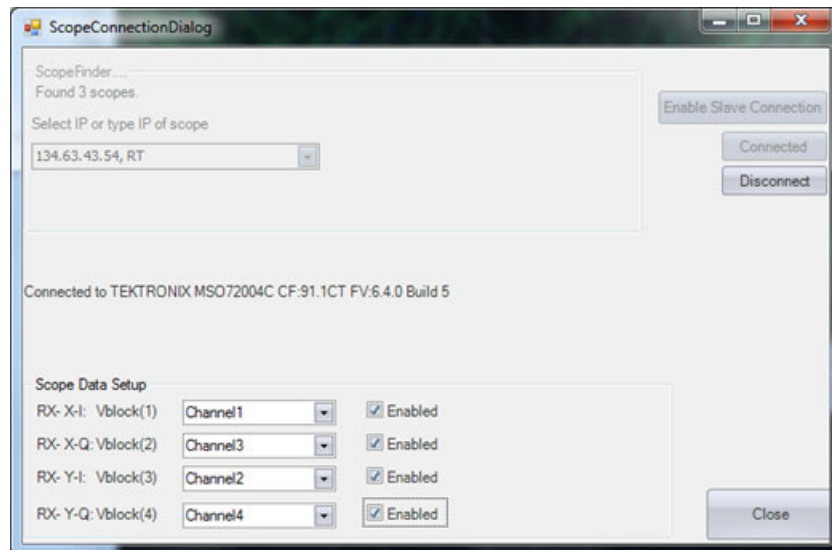 ScopeConnectionDialog
ScopeFinder....
Found 3 scopes.
Select IP or type IP of scope
134.63.43.54, RT
Enable Slave Connection
Connected
Disconnect
Connected to TEKTRONIX MSO72004C CF:91.1CT FV:6.4.0 Build 5
Scope Data Setup
RX- X-I: Vblock(1) Channel1 Enabled
RX- X-Q: Vblock(2) Channel3 Enabled
RX- Y-I: Vblock(3) Channel2 Enabled
RX- Y-Q: Vblock(4) Channel4 Enabled
Close